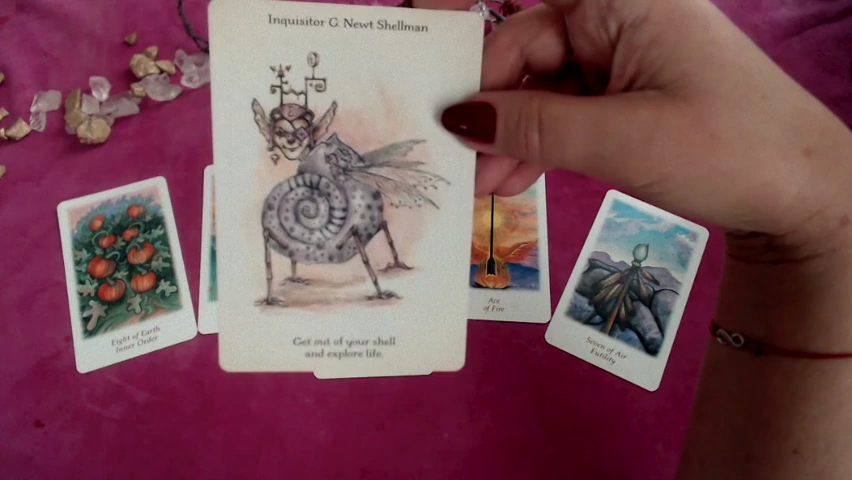 Inquisitor G. Newt Shellman
Get out of your shell
and explore life.
Eight of Earth
Inner Order
Ace
of Fire
Seven of Air
Futility